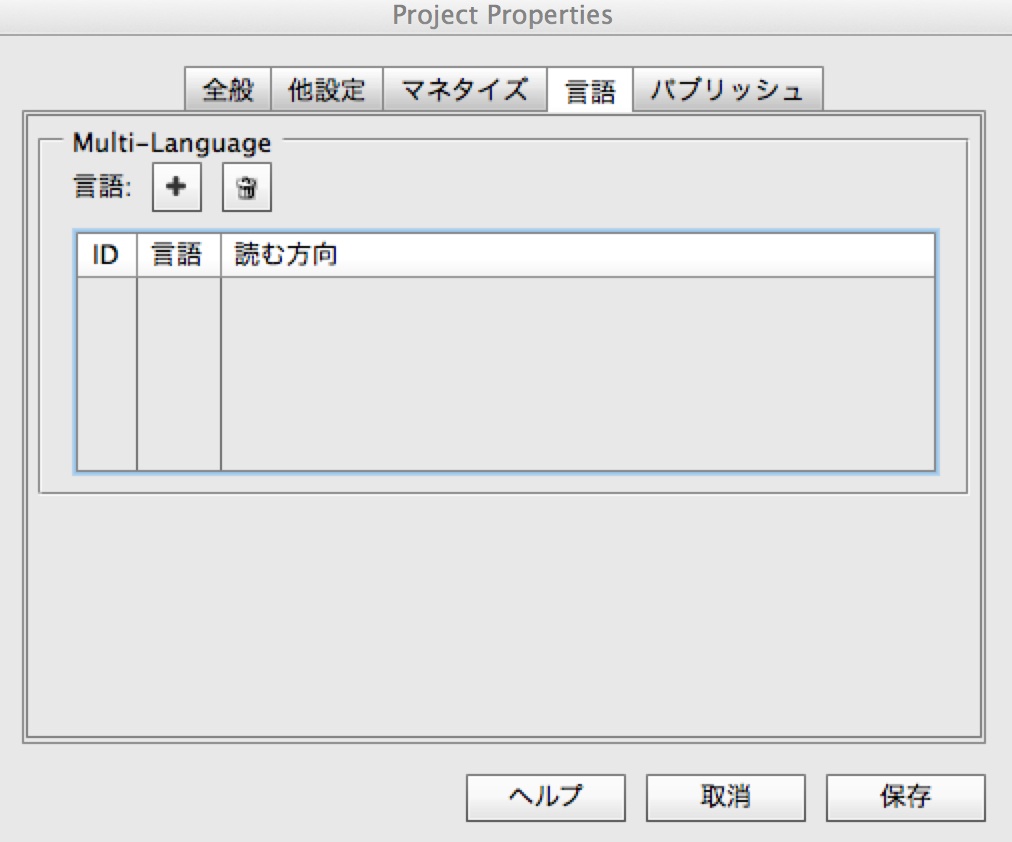 Project Properties
全般 他設定 マネタイズ 言語 パブリッシュ
Multi-Language
言語:
ID 言語 読む方向
ヘルプ 取消 保存